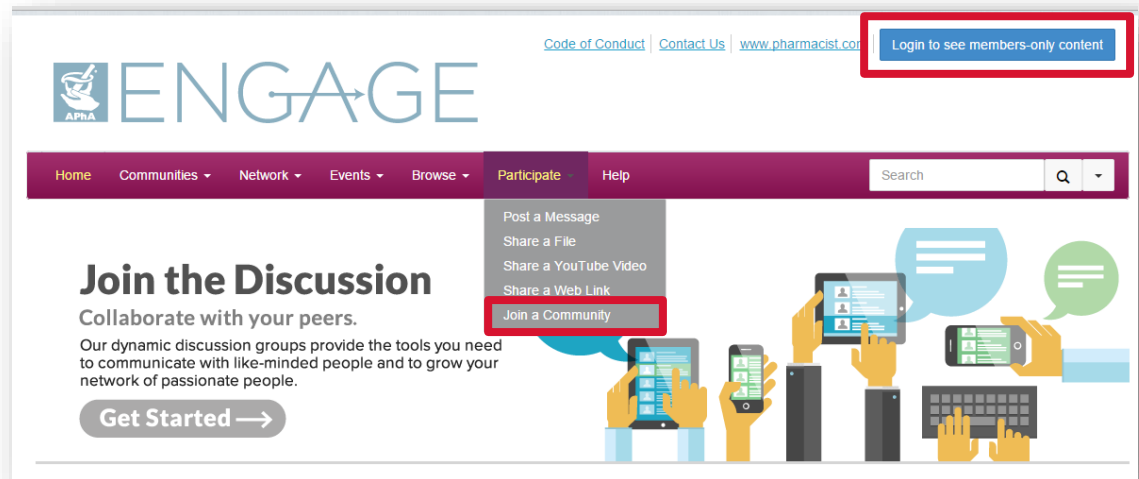 Code of Conduct Contact Us www.pharmacist.com Login to see members-only content
APhA ENGAGE
Home Communities Network Events Browse Participate Help Search
Post a Message
Share a File
Share a YouTube Video
Share a Web Link
Join a Community
Join the Discussion
Collaborate with your peers.
Our dynamic discussion groups provide the tools you need
to communicate with like-minded people and to grow your
network of passionate people.
Get Started